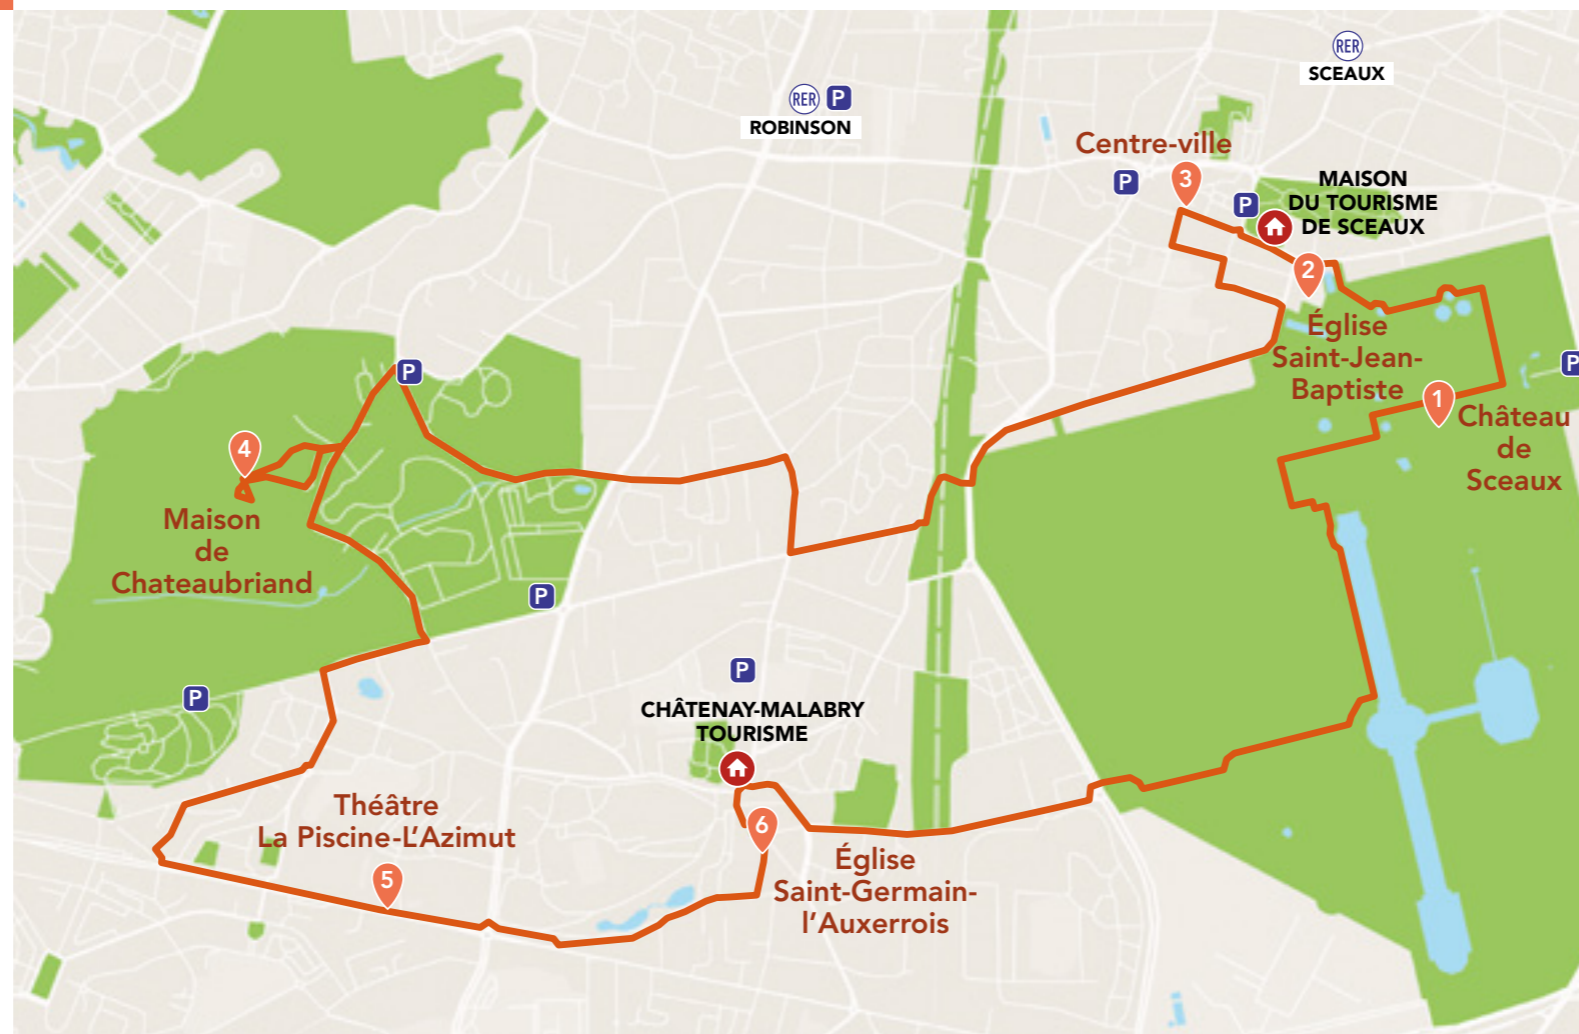 RER
SCEAUX
RER P
ROBINSON
Centre-ville
3
P
P
MAISON
DU TOURISME
DE SCEAUX
2
Église
Saint-Jean-
Baptiste
P
1
Château
de
Sceaux
P
4
Maison
de
Chateaubriand
P
P
P
CHÂTENAY-MALABRY
TOURISME
Théâtre
La Piscine-L'Azimut
5
6
Église
Saint-Germain-
l'Auxerrois